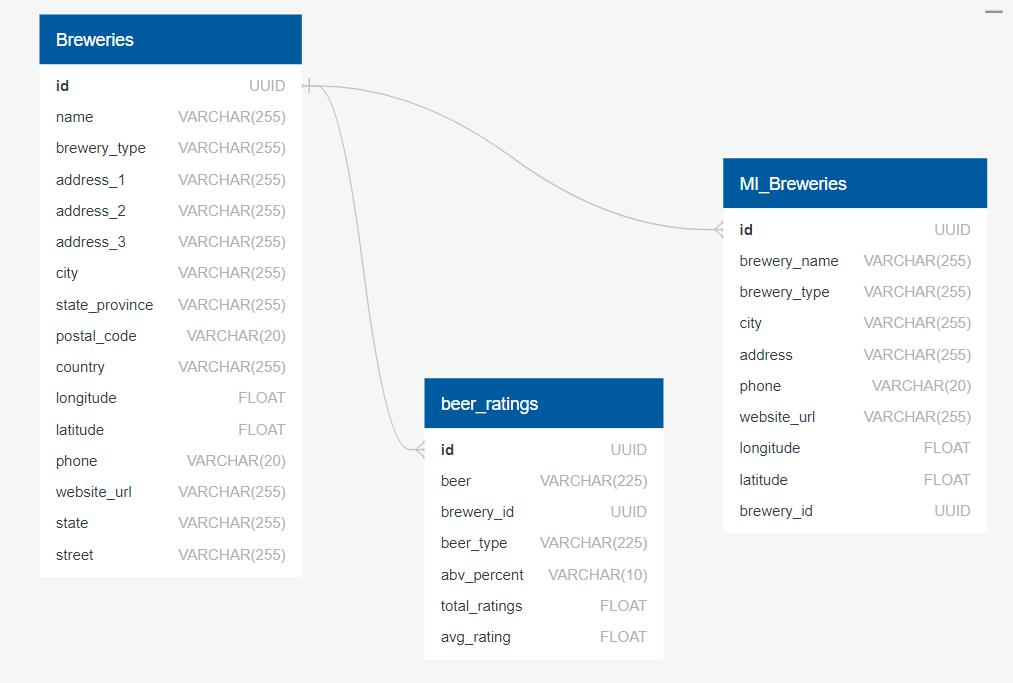 Breweries
id UUID
name VARCHAR(255)
brewery_type VARCHAR(255)
address_1 VARCHAR(255)
address_2 VARCHAR(255)
address_3 VARCHAR(255)
city VARCHAR(255)
state_province VARCHAR(255)
postal_code VARCHAR(20)
country VARCHAR(255)
longitude FLOAT
latitude FLOAT
phone VARCHAR(20)
website_url VARCHAR(255)
state VARCHAR(255)
street VARCHAR(255)
beer_ratings
id UUID
beer VARCHAR(225)
brewery_id UUID
beer_type VARCHAR(225)
abv_percent VARCHAR(10)
total_ratings FLOAT
avg_rating FLOAT
MI_Breweries
id UUID
brewery_name VARCHAR(255)
brewery_type VARCHAR(255)
city VARCHAR(255)
address VARCHAR(255)
phone VARCHAR(20)
website_url VARCHAR(255)
longitude FLOAT
latitude FLOAT
brewery_id UUID